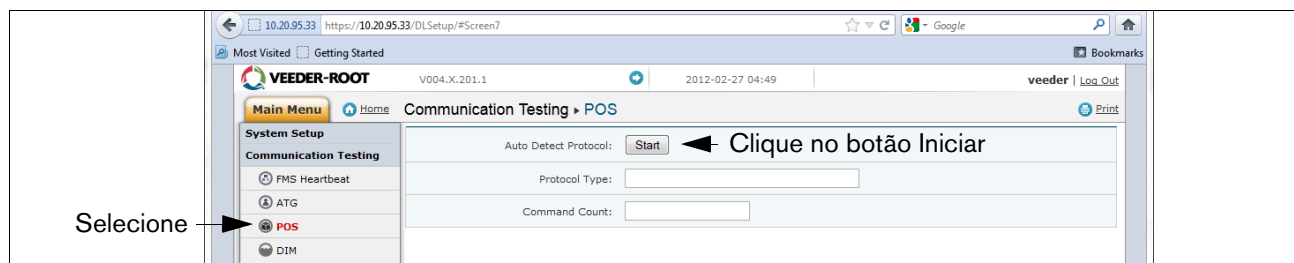 10.20.95.33 https://10.20.95.33/DLSetup/#Screen7 Google
Most Visited Getting Started Bookmarks
VEEDER-ROOT V004.X.201.1 2012-02-27 04:49 veeder | Log Out
Main Menu Home Communication Testing ▸ POS Print
System Setup
Auto Detect Protocol: Start Clique no botão Iniciar
Communication Testing
FMS Heartbeat
Protocol Type:
ATG
Command Count:
Selecione POS
DIM